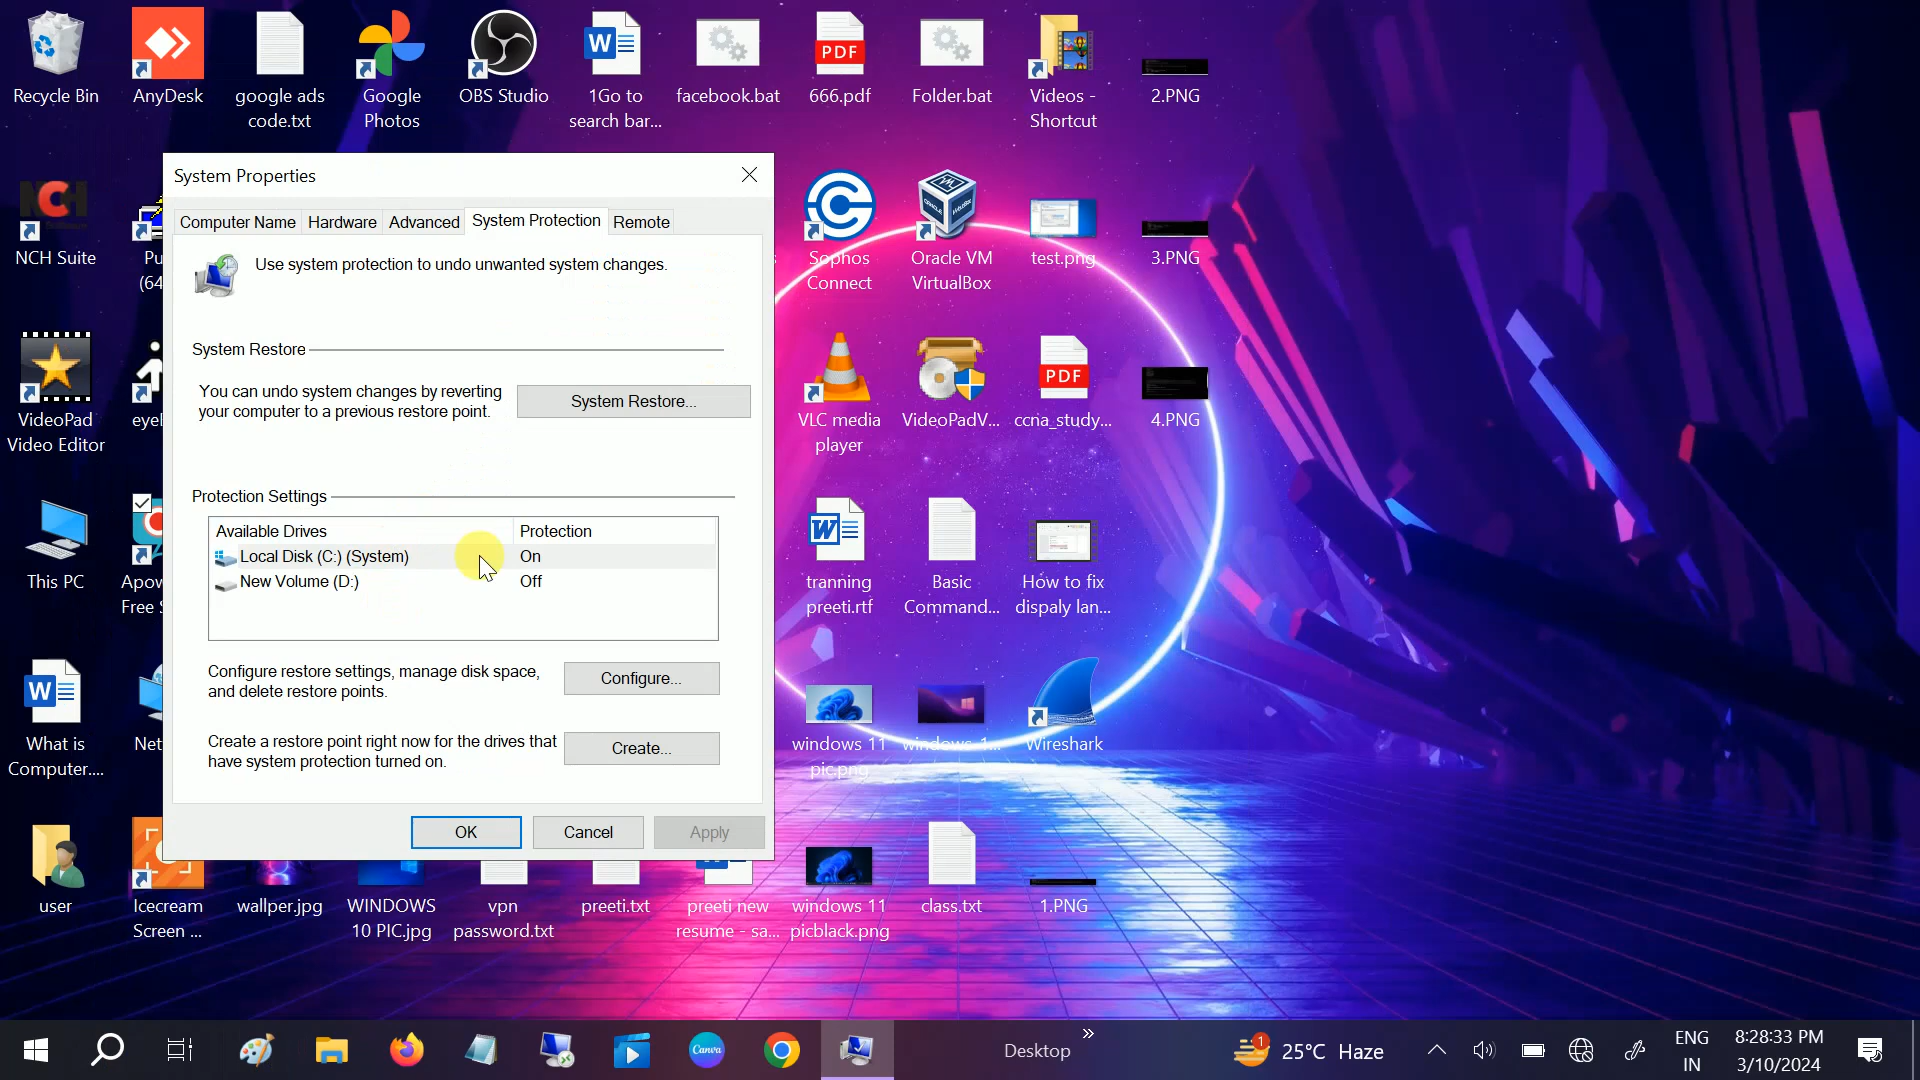 Recycle Bin
AnyDesk
google ads
code.txt
Google
Photos
OBS Studio
1Go to
search bar...
facebook.bat
PDF
666.pdf
Folder.bat
Videos -
Shortcut
2.PNG
System Properties
Computer Name
Hardware
Advanced
System Protection
Remote
Use system protection to undo unwanted system changes.
System Restore
You can undo system changes by reverting
your computer to a previous restore point.
System Restore...
Protection Settings
Available Drives
Protection
Local Disk (C:) (System)
On
New Volume (D:)
Off
Configure restore settings, manage disk space,
and delete restore points.
Configure...
Create a restore point right now for the drives that
have system protection turned on.
Create...
OK
Cancel
Apply
NCH
NCH Suite
Pu
(64
Sophos
Connect
Oracle VM
VirtualBox
test.png
3.PNG
VideoPad
Video Editor
eyel
VLC media
player
VideoPadV...
PDF
ccna_study...
4.PNG
This PC
Apow
Free S
tranning
preeti.rtf
Basic
Command...
How to fix
dispaly lan...
What is
Computer....
Net
windows 11
pic.png
Wireshark
user
Icecream
Screen ...
wallper.jpg
WINDOWS
10 PIC.jpg
vpn
password.txt
preeti.txt
preeti new
resume - sa...
windows 11
picblack.png
class.txt
1.PNG
Canva
Desktop
1
25°C Haze
ENG
IN
8:28:33 PM
3/10/2024